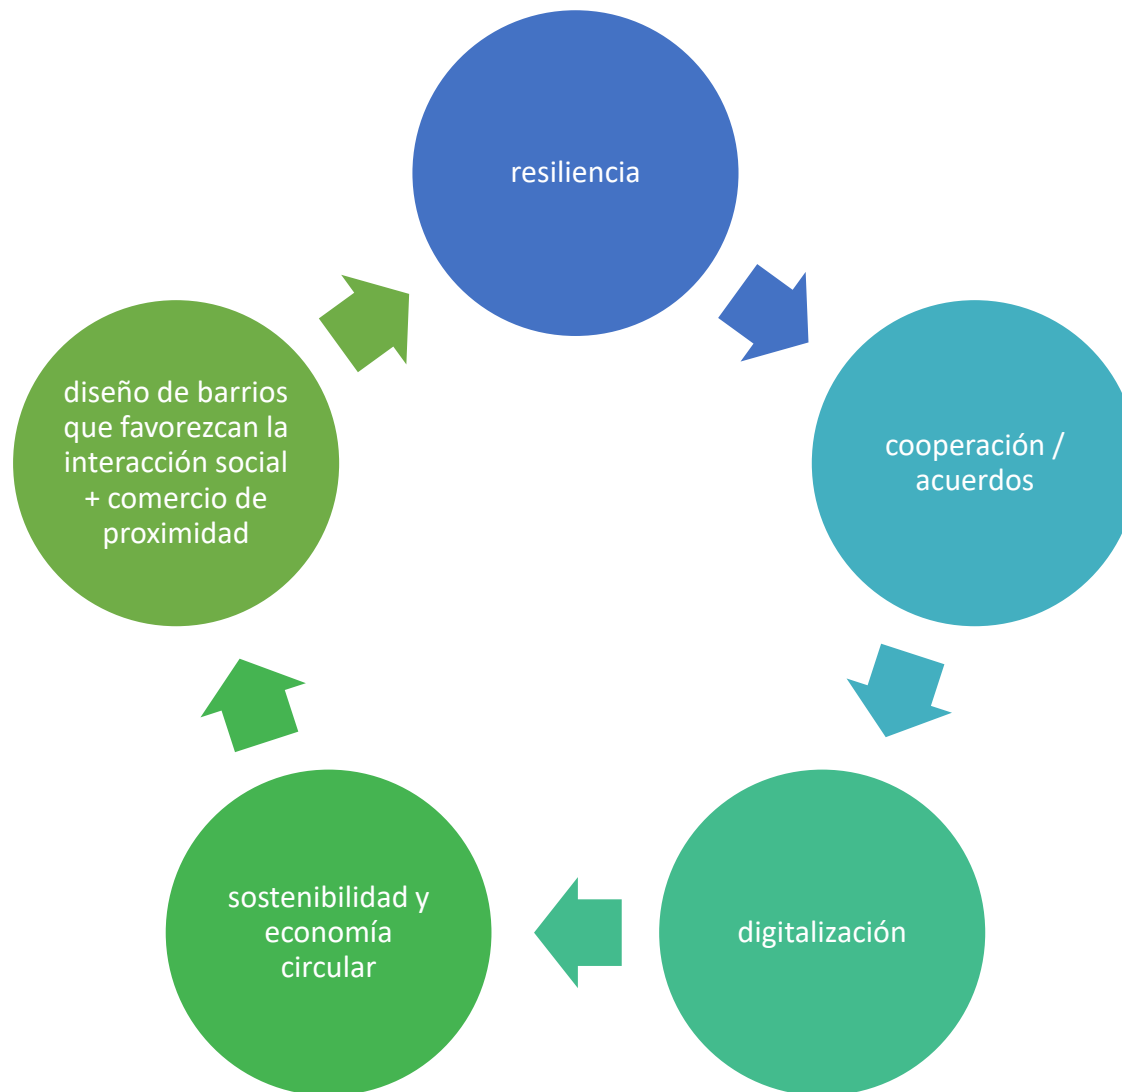 resiliencia
cooperación /
acuerdos
digitalización
sostenibilidad y
economía
circular
diseño de barrios
que favorezcan la
interacción social
+ comercio de
proximidad